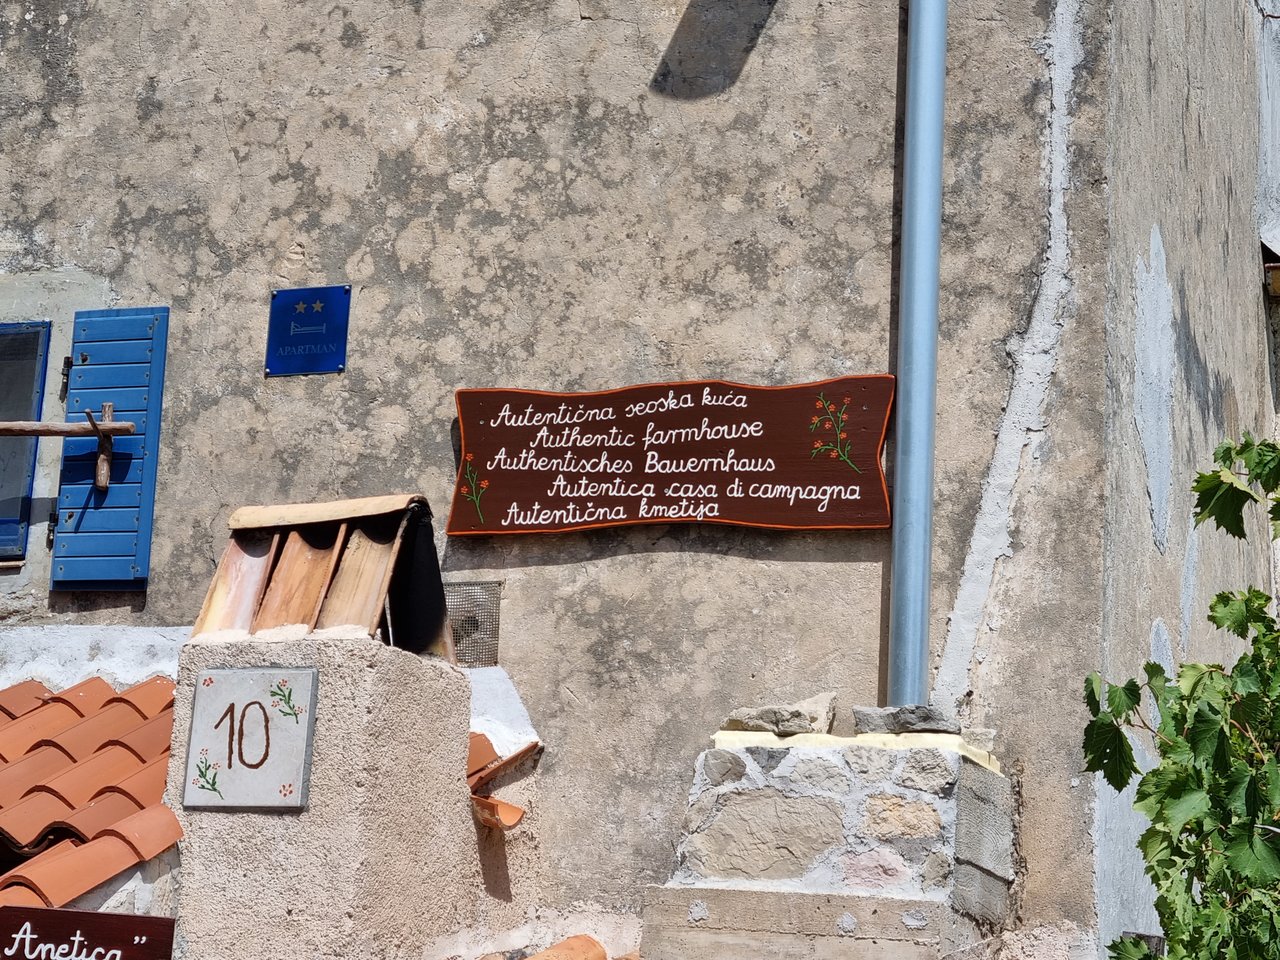 APARTMAN
Autentična seoska kuća
Authentic farmhouse
Authentisches Bauernhaus
Autentica casa di campagna
Autentična kmetija
10
Anetica"